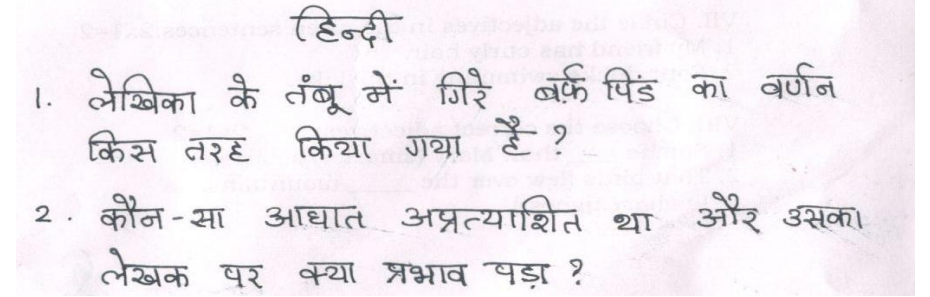 हिन्दी
1. लेखिका के तंबू में गिरे बर्फ पिंड का वर्णन
किस तरह किया गया है?
2. कौन-सा आघात अप्रत्याशित था और उसका
लेखक पर क्या प्रभाव पड़ा?